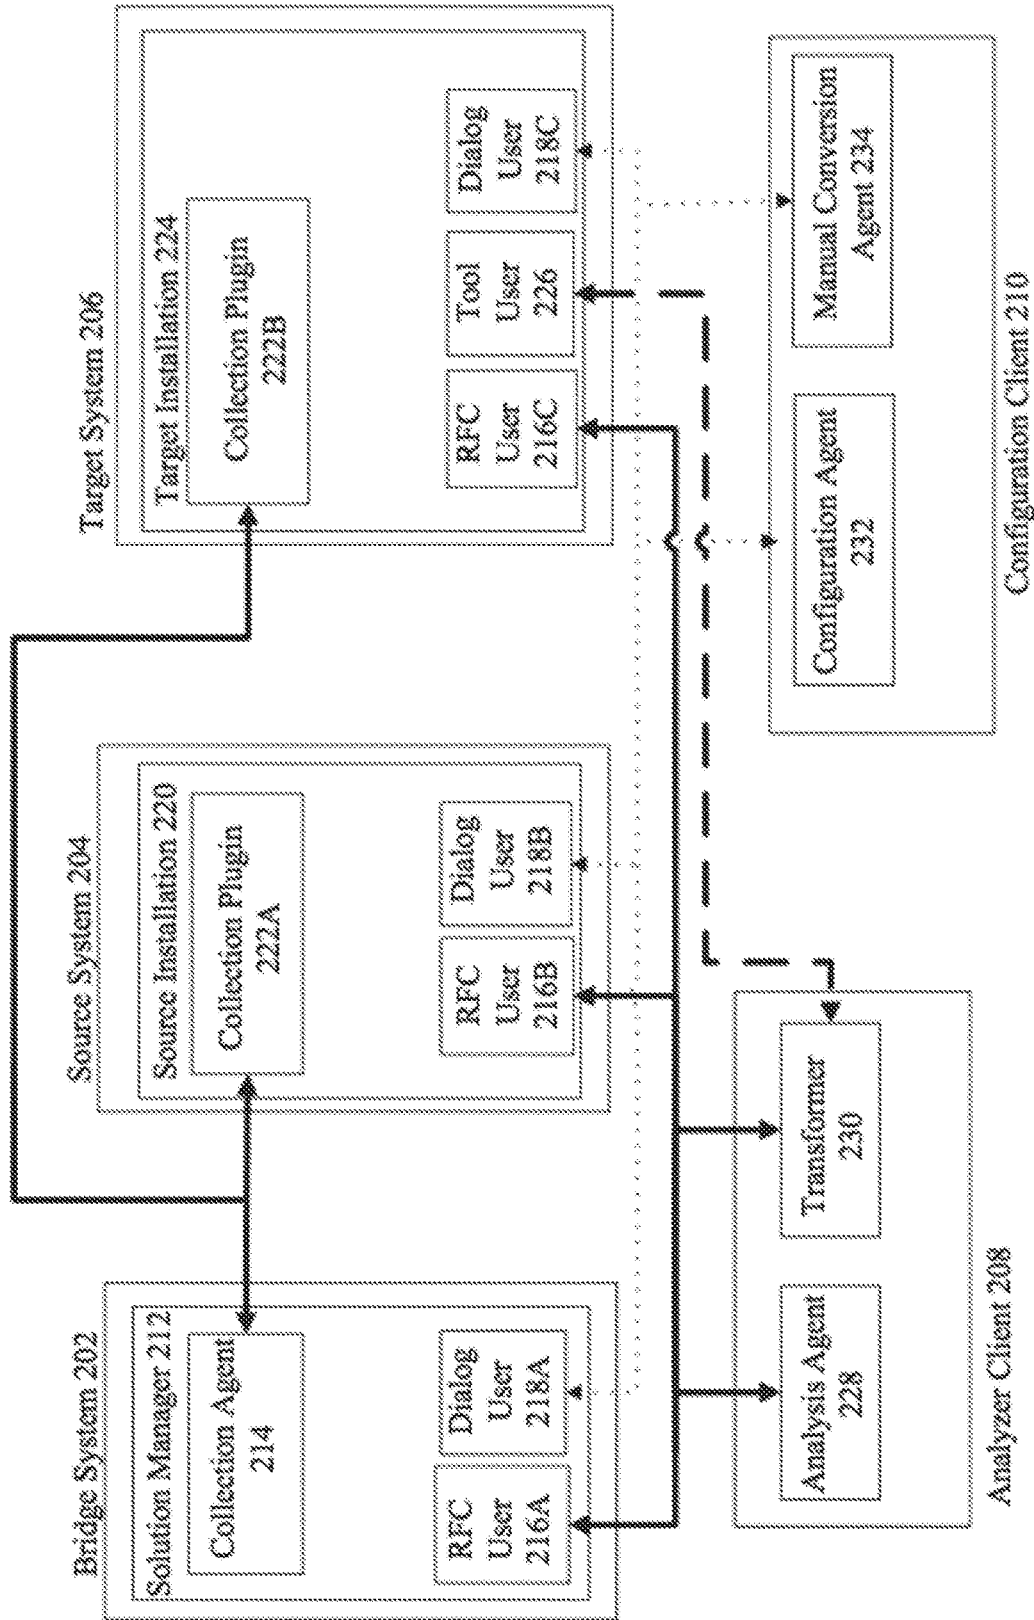 Bridge System 202
Solution Manager 212
Collection Agent
214
RFC
User
216A
Dialog
User
218A
Source System 204
Source Installation 220
Collection Plugin
222A
RFC
User
216B
Dialog
User
218B
Target System 206
Target Installation 224
Collection Plugin
222B
RFC
User
216C
Tool
User
226
Dialog
User
218C
Analysis Agent
228
Transformer
230
Analyzer Client 208
Configuration Agent
232
Manual Conversion
Agent 234
Configuration Client 210